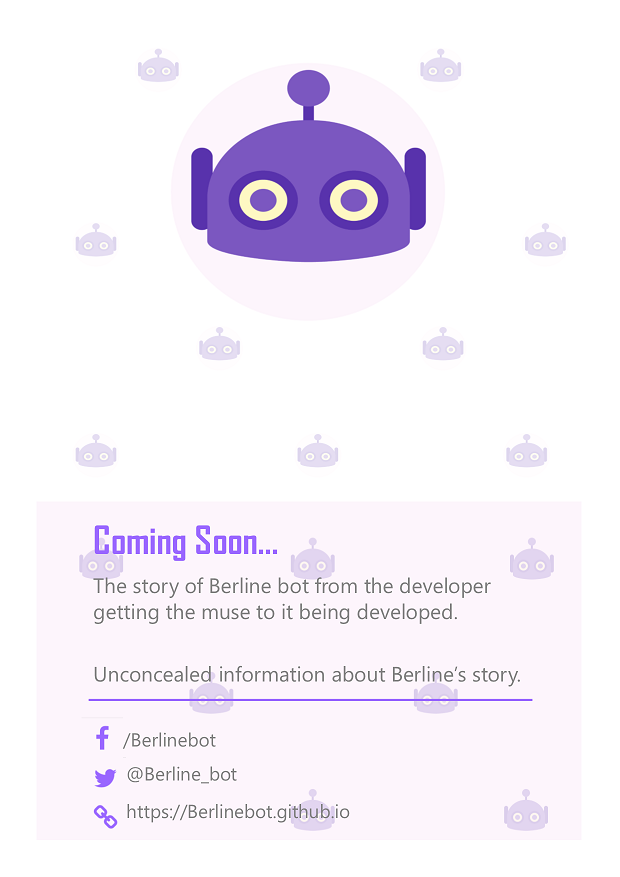 Coming Soon...
The story of Berline bot from the developer
getting the muse to it being developed.
Unconcealed information about Berline’s story.
/Berlinebot
@Berline_bot
https://Berlinebot.github.io